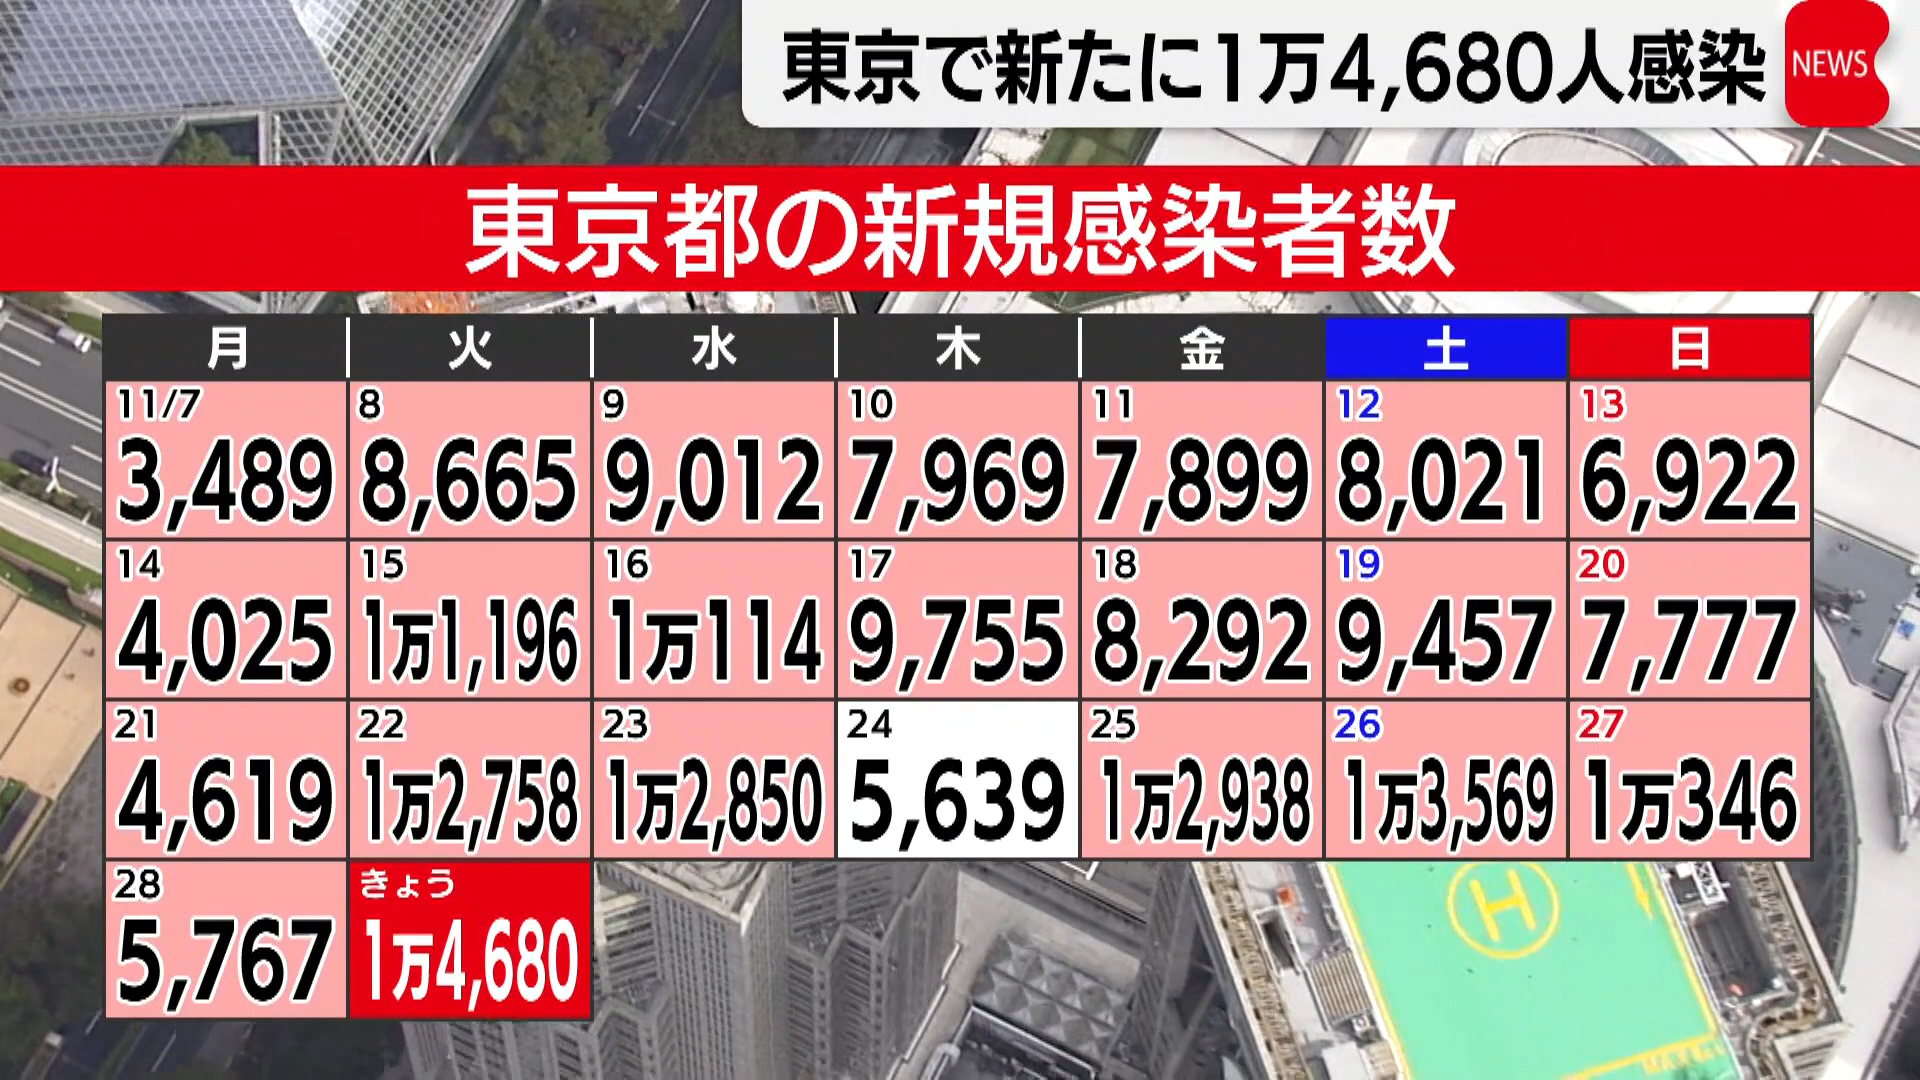 東京で新たに1万4,680人感染
NEWS
東京都の新規感染者数
月 火 水 木 金 土 日
11/7 8 9 10 11 12 13
3,489 8,665 9,012 7,969 7,899 8,021 6,922
14 15 16 17 18 19 20
4,025 1万1,196 1万114 9,755 8,292 9,457 7,777
21 22 23 24 25 26 27
4,619 1万2,758 1万2,850 5,639 1万2,938 1万3,569 1万346
28 きょう
5,767 1万4,680
H